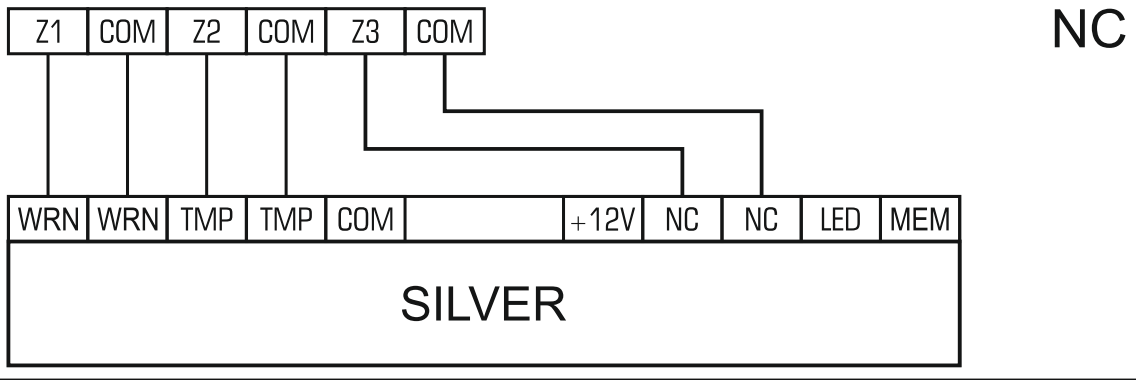 Z1 COM Z2 COM Z3 COM
NC
WRN WRN TMP TMP COM +12V NC NC LED MEM
SILVER